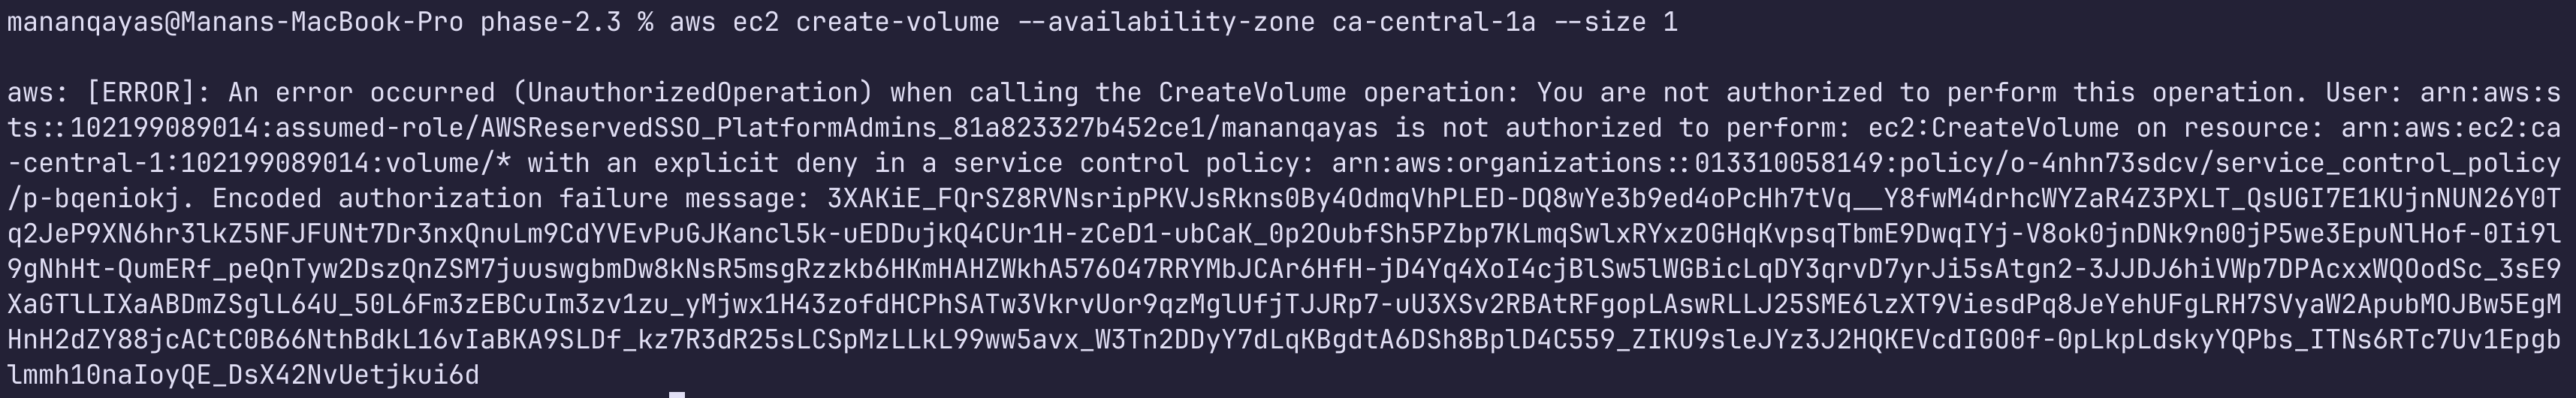 mananqayas@Manans-MacBook-Pro phase-2.3 % aws ec2 create-volume --availability-zone ca-central-1a --size 1
aws: [ERROR]: An error occurred (UnauthorizedOperation) when calling the CreateVolume operation: You are not authorized to perform this operation. User: arn:aws:s
ts::102199089014:assumed-role/AWSReservedSSO_PlatformAdmins_81a823327b452ce1/mananqayas is not authorized to perform: ec2:CreateVolume on resource: arn:aws:ec2:ca
-central-1:102199089014:volume/* with an explicit deny in a service control policy: arn:aws:organizations::013310058149:policy/o-4nhn73sdcv/service_control_policy
/p-bqeniokj. Encoded authorization failure message: 3XAKiE_FQrSZ8RVNsripPKVJsRkns0By4OdmqVhPLED-DQ8wYe3b9ed4oPcHh7tVq__Y8fwM4drhcWYZaR4Z3PXLT_QsUGI7E1KUjnNUN26Y0T
q2JeP9XN6hr3lkZ5NFJFUNt7Dr3nxQnuLm9CdYVEvPuGJKancl5k-uEDDujkQ4CUr1H-zCeD1-ubCaK_0p2OubfSh5PZbp7KLmqSwlxRYxzOGHqKvpsqTbmE9DwqIYj-V8ok0jnDNk9n00jP5we3EpuNlHof-0Ii9l
9gNhHt-QumERf_peQnTyw2DszQnZSM7juuswgbmDw8kNsR5msgRzzkb6HKmHAHZWkhA576O47RRYMbJCAr6HfH-jD4Yq4XoI4cjBlSw5lWGBicLqDY3qrvD7yrJi5sAtgn2-3JJDJ6hiVWp7DPAcxxWQOodSc_3sE9
XaGTlLIXaABDmZSglL64U_50L6Fm3zEBCuIm3zv1zu_yMjwx1H43zofdHCPhSATw3VkrvUor9qzMglUfjTJJRp7-uU3XSv2RBAtRFgopLAswRLLJ25SME6lzXT9ViesdPq8JeYehUFgLRH7SVyaW2ApubMOJBw5EgM
HnH2dZY88jcACtC0B66NthBdkL16vIaBKA9SLDf_kz7R3dR25sLCSpMzLLkL99ww5avx_W3Tn2DDyY7dLqKBgdtA6DSh8BplD4C559_ZIKU9sleJYz3J2HQKEVcdIGO0f-0pLkpLdskyYQPbs_ITNs6RTc7Uv1Epgb
lmmh10naIoyQE_DsX42NvUetjkui6d